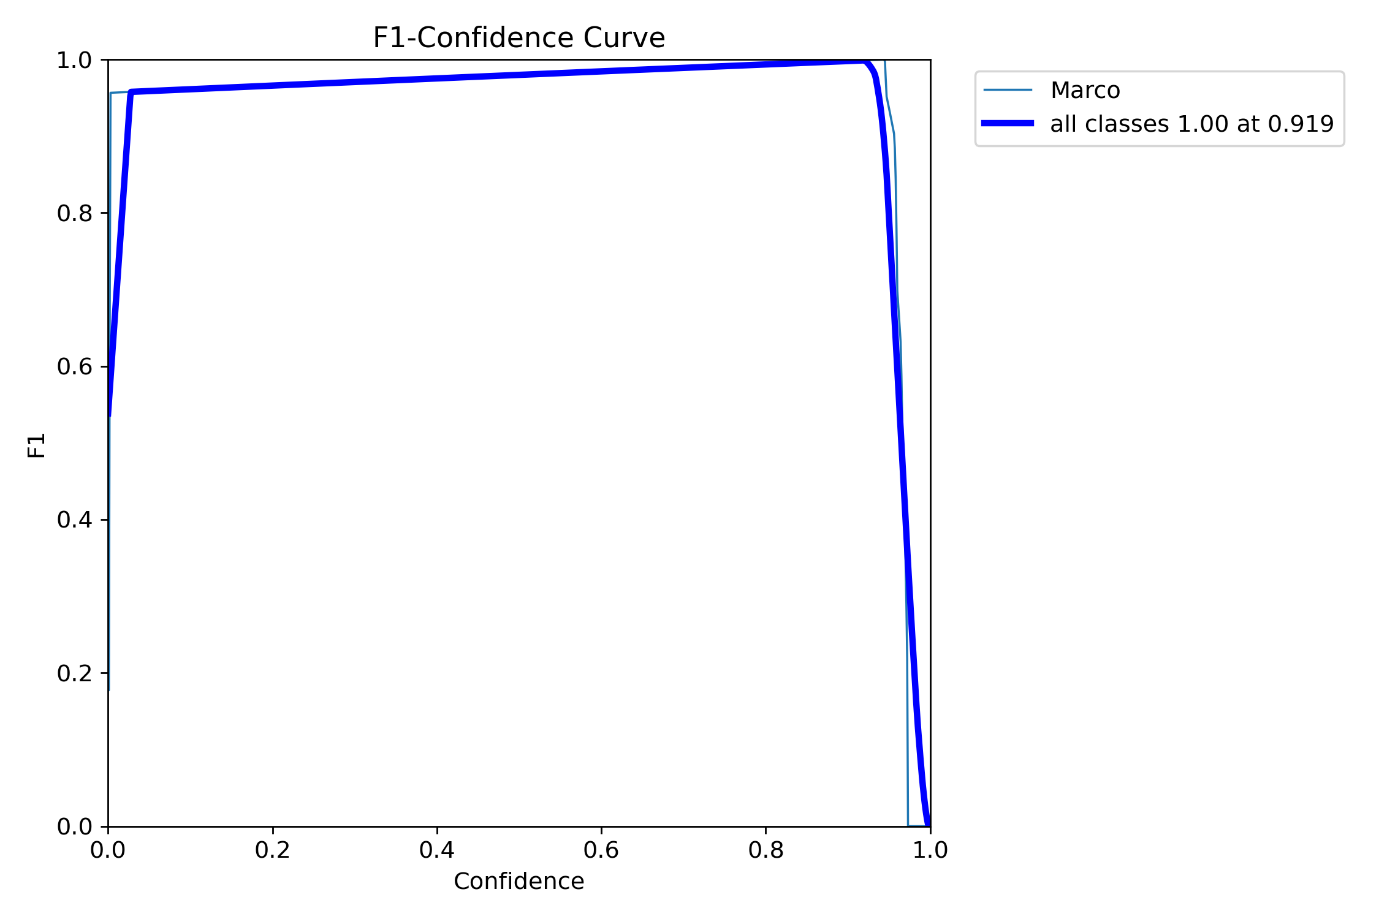 F1-Confidence Curve
1.0
0.8
0.6
0.4
0.2
0.0
F1
0.0 0.2 0.4 0.6 0.8 1.0
Confidence
Marco
all classes 1.00 at 0.919